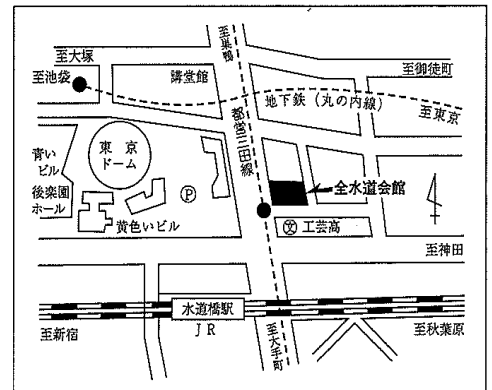 至巣鴨
至大塚
至池袋
講堂館
至御徒町
地下鉄（丸の内線）
至東京
都営三田線
青い
ビル
東京
ドーム
後楽園
ホール
黄色いビル
Ⓟ
全水道会館
文 工芸高
至神田
水道橋駅
JR
至新宿
至大手町
至秋葉原